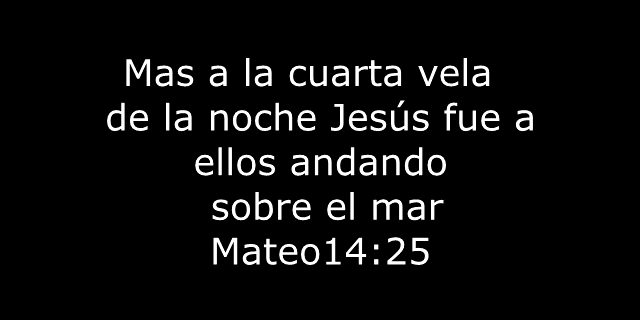 Mas a la cuarta vela
de la noche Jesús fue a
ellos andando
sobre el mar
Mateo14:25